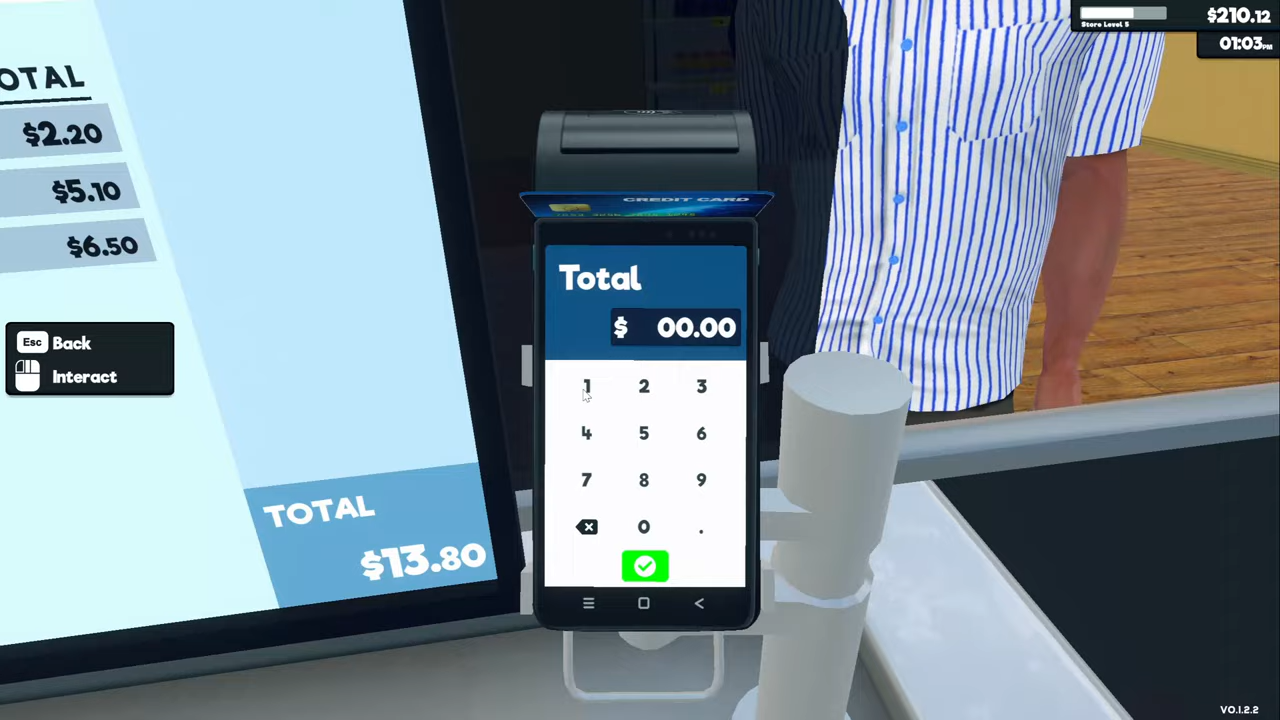 OTAL
$2.20
$5.10
$6.50
Esc Back
Interact
TOTAL
$13.80
CREDIT CARD
Total
$ 00.00
1 2 3
4 5 6
7 8 9
0 .
Store Level 5
$210.12
01:03PM
V0.1.2.2